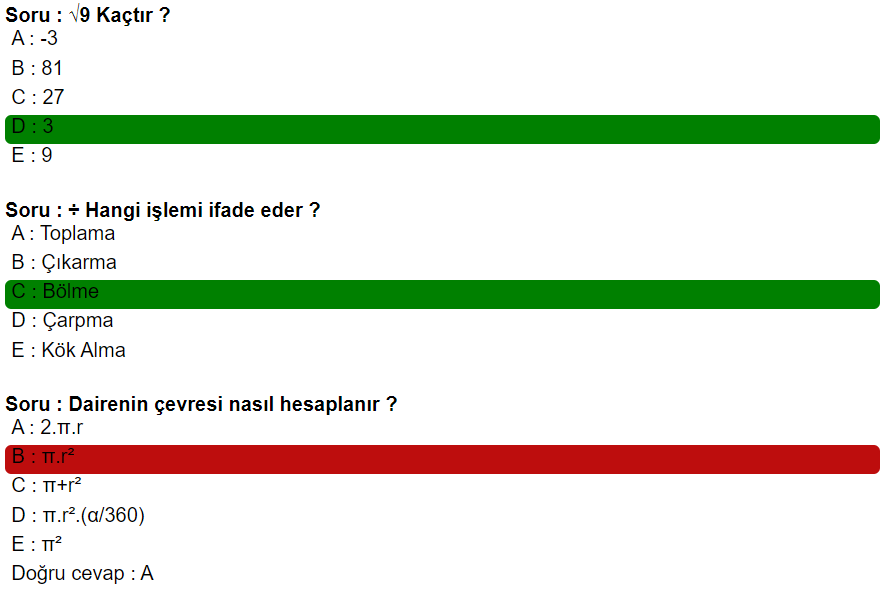 Soru : √9 Kaçtır ?
A : -3
B : 81
C : 27
D : 3
E : 9
Soru : ÷ Hangi işlemi ifade eder ?
A : Toplama
B : Çıkarma
C : Bölme
D : Çarpma
E : Kök Alma
Soru : Dairenin çevresi nasıl hesaplanır ?
A : 2.π.r
B : π.r²
C : π+r²
D : π.r².(α/360)
E : π²
Doğru cevap : A